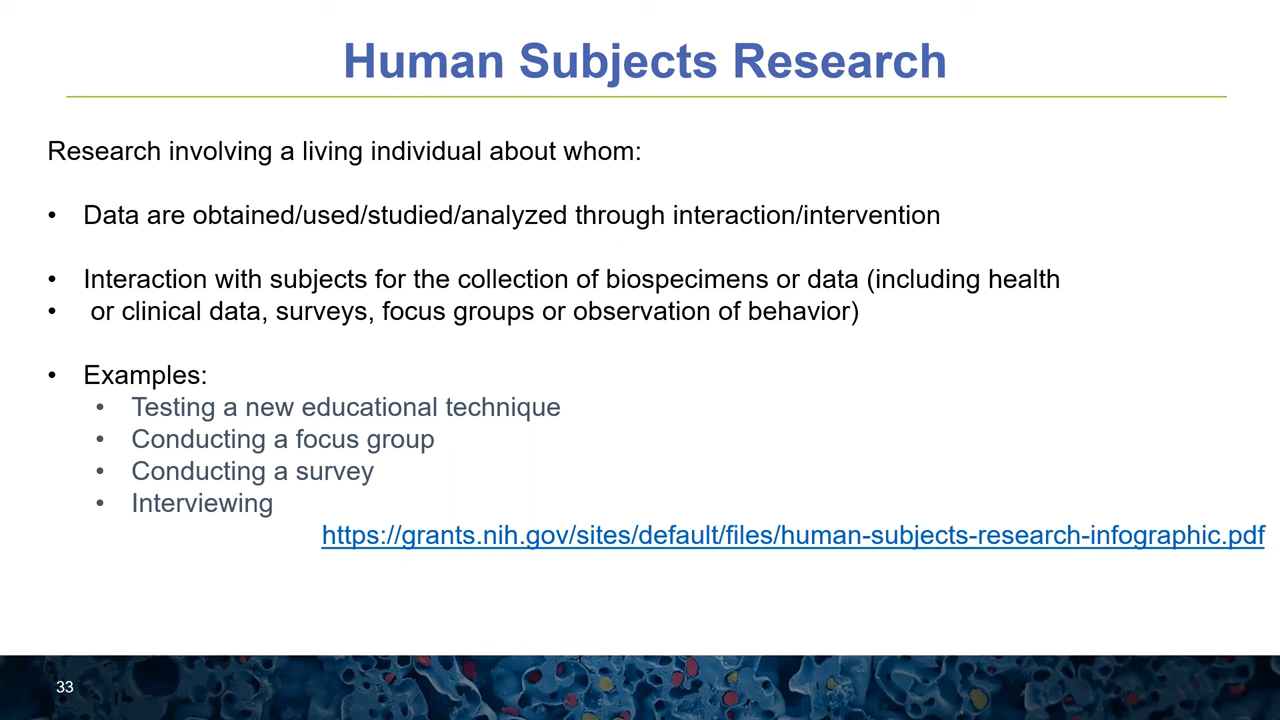 Human Subjects Research
Research involving a living individual about whom:
• Data are obtained/used/studied/analyzed through interaction/intervention
• Interaction with subjects for the collection of biospecimens or data (including health
• or clinical data, surveys, focus groups or observation of behavior)
• Examples:
• Testing a new educational technique
• Conducting a focus group
• Conducting a survey
• Interviewing
https://grants.nih.gov/sites/default/files/human-subjects-research-infographic.pdf
33